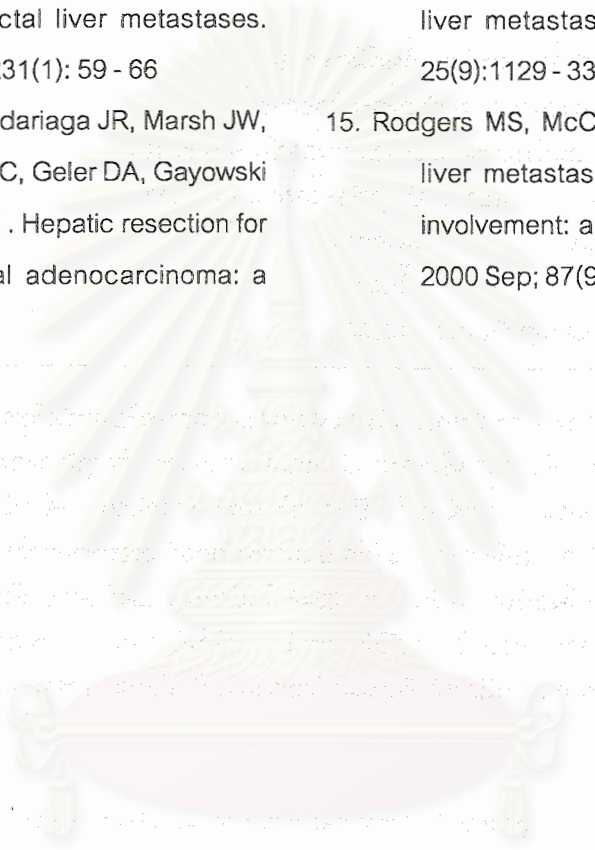 ctal liver metastases.
31(1): 59 - 66
dariaga JR, Marsh JW,
C, Geler DA, Gayowski
. Hepatic resection for
al adenocarcinoma: a
liver metastas
25(9):1129 - 33
15. Rodgers MS, McC
liver metastas
involvement: a
2000 Sep; 87(9